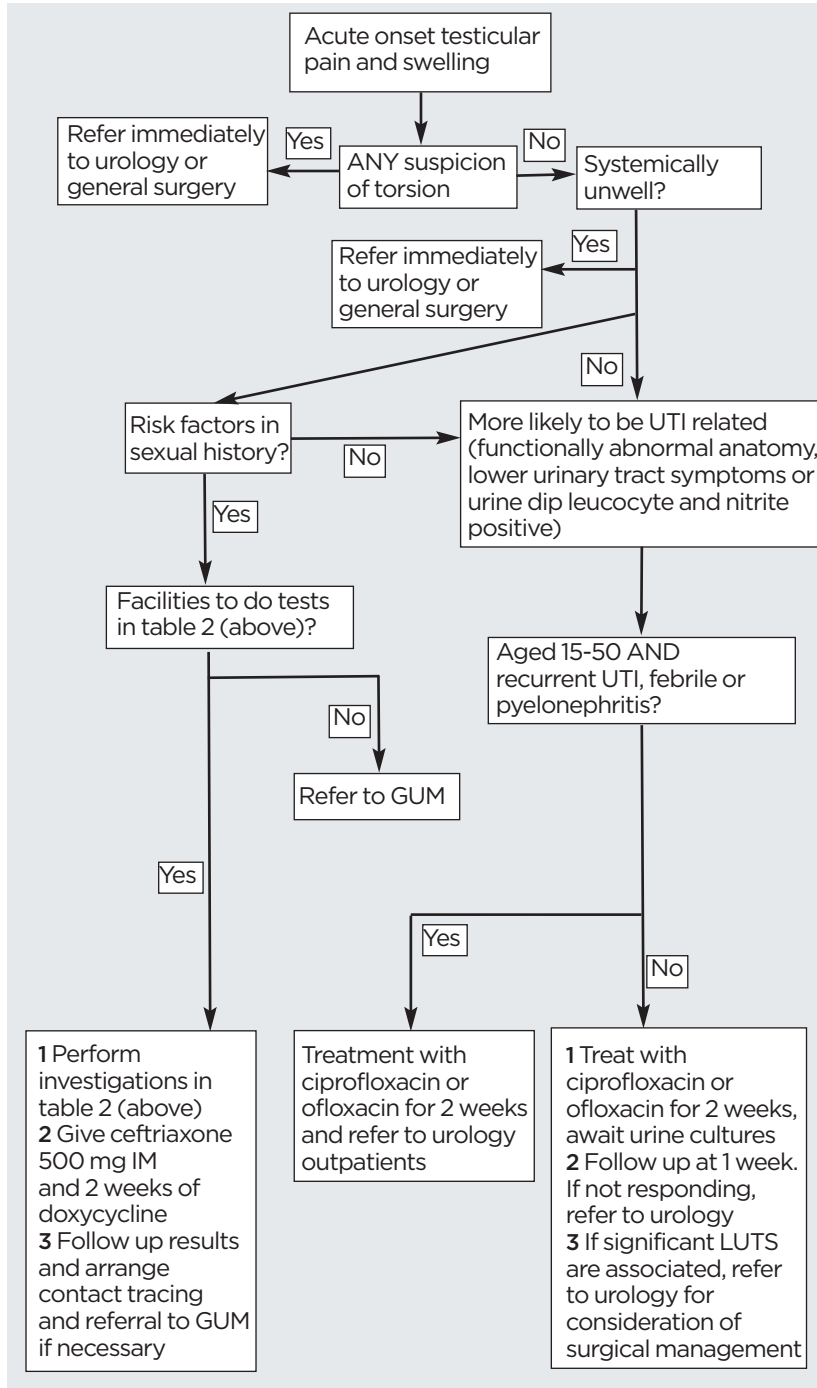 Acute onset testicular
pain and swelling
Refer immediately
to urology or
general surgery
Yes
ANY suspicion
of torsion
No
Systemically
unwell?
Refer immediately
to urology or
general surgery
Yes
No
Risk factors in
sexual history?
No
More likely to be UTI related
(functionally abnormal anatomy,
lower urinary tract symptoms or
urine dip leucocyte and nitrite
positive)
Yes
Facilities to do tests
in table 2 (above)?
Aged 15-50 AND
recurrent UTI, febrile or
pyelonephritis?
No
Refer to GUM
Yes
Yes
No
1 Perform
investigations in
table 2 (above)
2 Give ceftriaxone
500 mg IM
and 2 weeks of
doxycycline
3 Follow up results
and arrange
contact tracing
and referral to GUM
if necessary
Treatment with
ciprofloxacin or
ofloxacin for 2 weeks
and refer to urology
outpatients
1 Treat with
ciprofloxacin or
ofloxacin for 2 weeks,
await urine cultures
2 Follow up at 1 week.
If not responding,
refer to urology
3 If significant LUTS
are associated, refer
to urology for
consideration of
surgical management